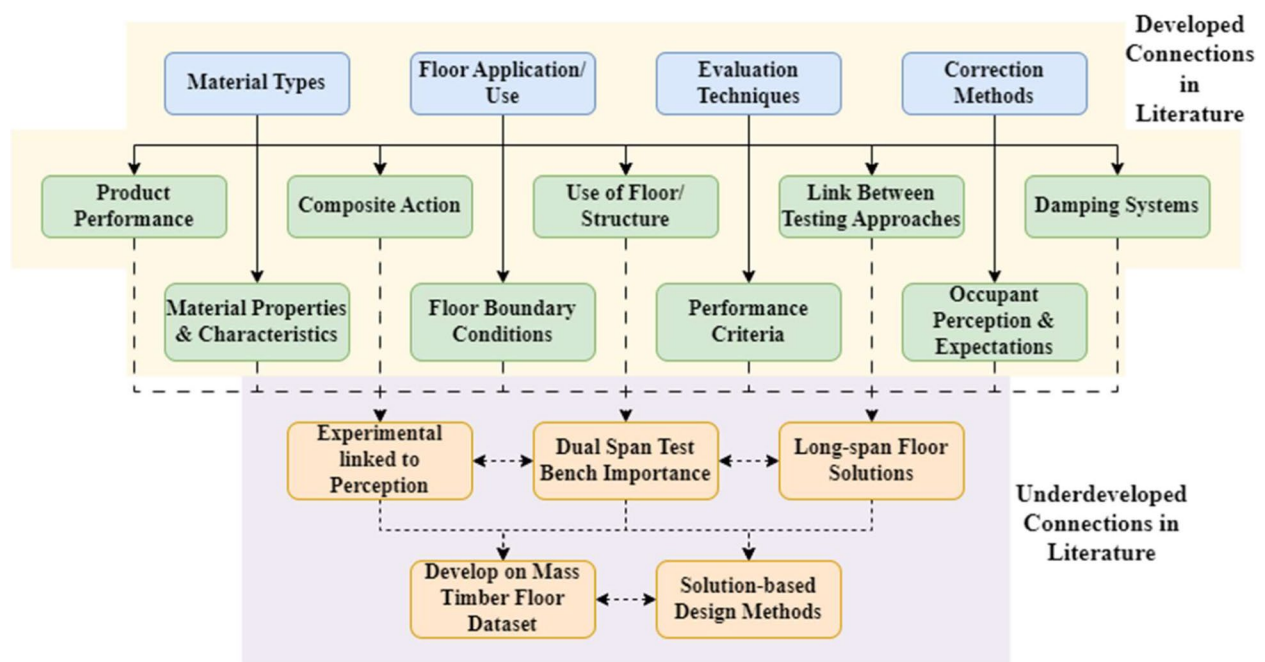 Developed
Connections
in
Literature
Material Types
Floor Application/
Use
Evaluation
Techniques
Correction
Methods
Product
Performance
Composite Action
Use of Floor/
Structure
Link Between
Testing Approaches
Damping Systems
Material Properties
& Characteristics
Floor Boundary
Conditions
Performance
Criteria
Occupant
Perception &
Expectations
Experimental
linked to
Perception
Dual Span Test
Bench Importance
Long-span Floor
Solutions
Underdeveloped
Connections in
Literature
Develop on Mass
Timber Floor
Dataset
Solution-based
Design Methods